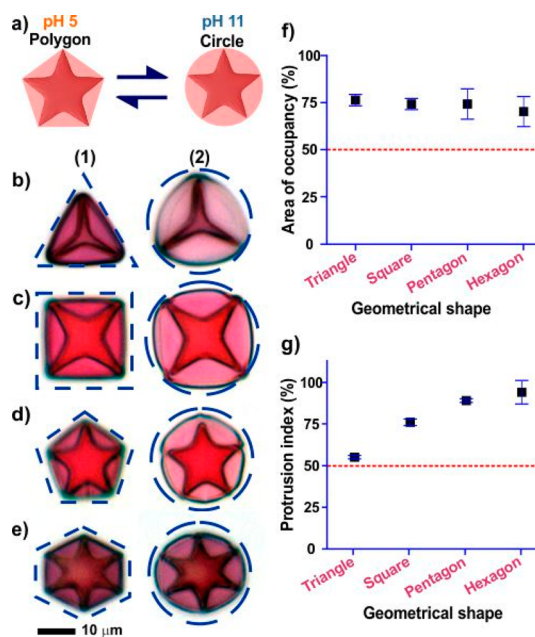 a)
pH 5
Polygon
pH 11
Circle
(1)
(2)
b)
c)
d)
e)
10 μm
f)
Area of occupancy (%)
100
75
50
25
0
Triangle
Square
Pentagon
Hexagon
Geometrical shape
g)
Protrusion index (%)
100
75
50
25
0
Triangle
Square
Pentagon
Hexagon
Geometrical shape